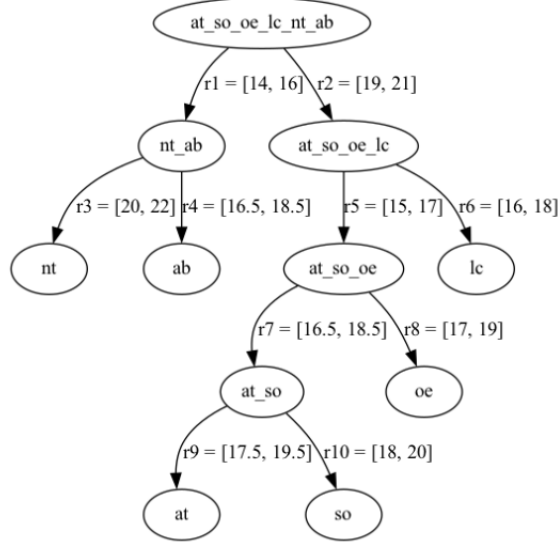 at_so_oe_lc_nt_ab
r1 = [14, 16] r2 = [19, 21]
nt_ab at_so_oe_lc
r3 = [20, 22] r4 = [16.5, 18.5] r5 = [15, 17] r6 = [16, 18]
nt ab at_so_oe lc
r7 = [16.5, 18.5] r8 = [17, 19]
at_so oe
r9 = [17.5, 19.5] r10 = [18, 20]
at so